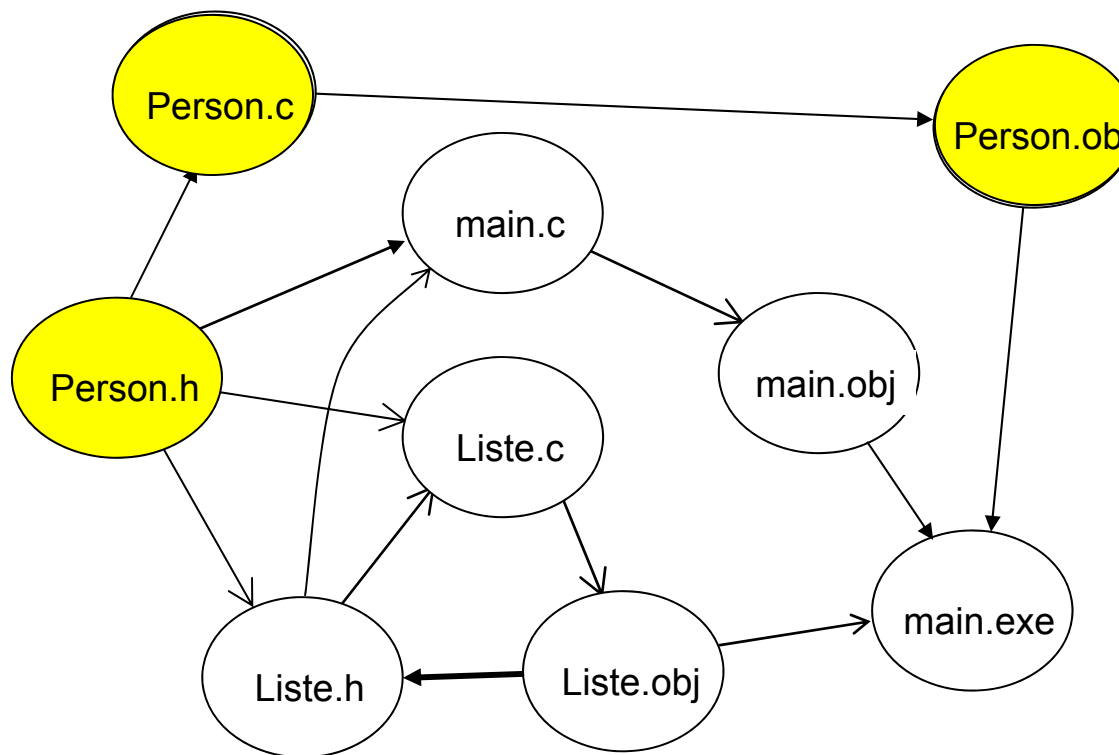 Person.c
Person.ob
main.c
main.obj
Person.h
Liste.c
main.exe
Liste.h
Liste.obj